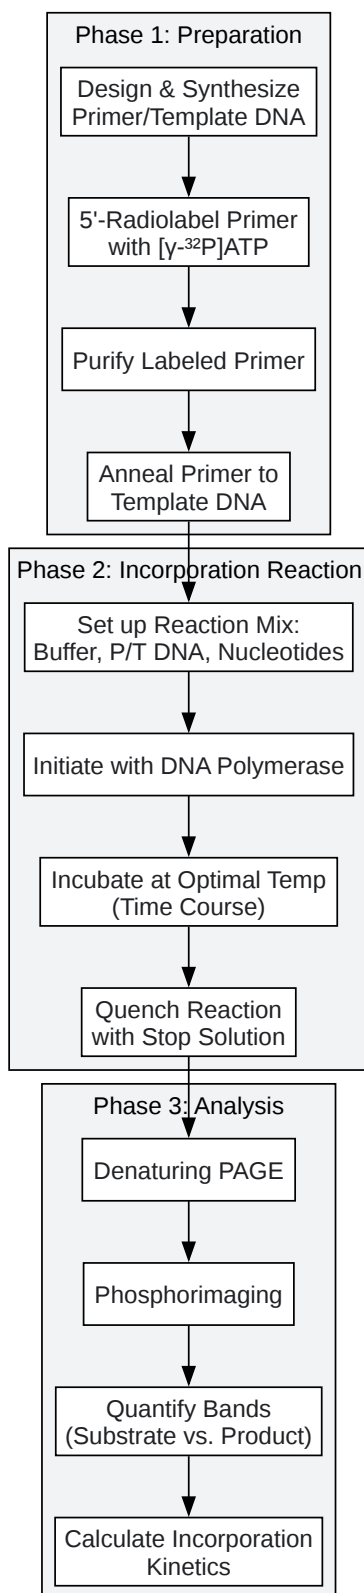 Phase 1: Preparation
Design & Synthesize
Primer/Template DNA
5'-Radiolabel Primer
with [γ-³²P]ATP
Purify Labeled Primer
Anneal Primer to
Template DNA
Phase 2: Incorporation Reaction
Set up Reaction Mix:
Buffer, P/T DNA, Nucleotides
Initiate with DNA Polymerase
Incubate at Optimal Temp
(Time Course)
Quench Reaction
with Stop Solution
Phase 3: Analysis
Denaturing PAGE
Phosphorimaging
Quantify Bands
(Substrate vs. Product)
Calculate Incorporation
Kinetics